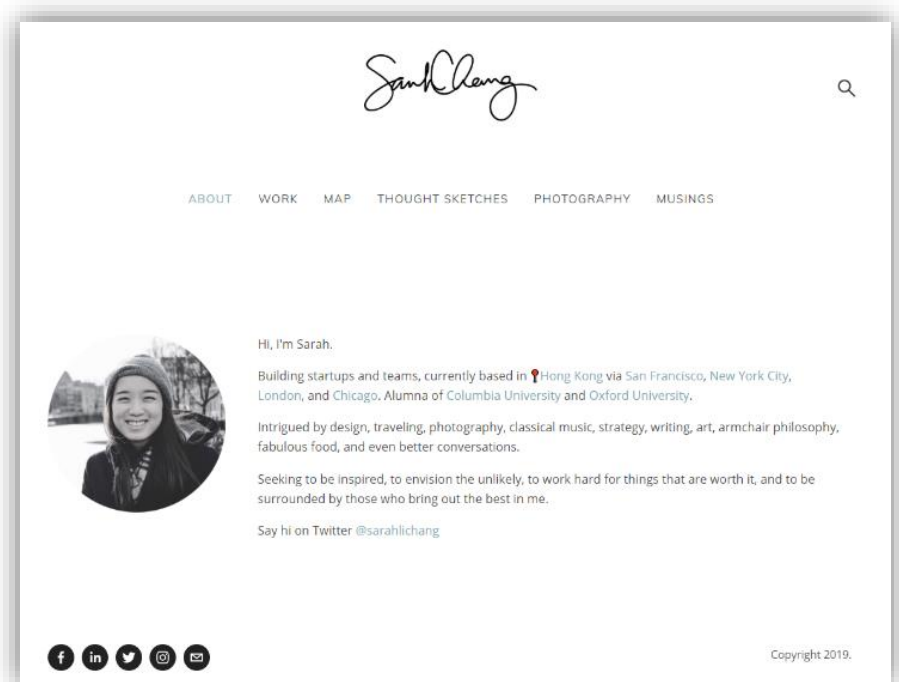 Sarah Chang
ABOUT WORK MAP THOUGHT SKETCHES PHOTOGRAPHY MUSINGS
Hi, I'm Sarah.
Building startups and teams, currently based in 📍Hong Kong via San Francisco, New York City,
London, and Chicago. Alumna of Columbia University and Oxford University.
Intrigued by design, traveling, photography, classical music, strategy, writing, art, armchair philosophy,
fabulous food, and even better conversations.
Seeking to be inspired, to envision the unlikely, to work hard for things that are worth it, and to be
surrounded by those who bring out the best in me.
Say hi on Twitter @sarahlichang
Copyright 2019.